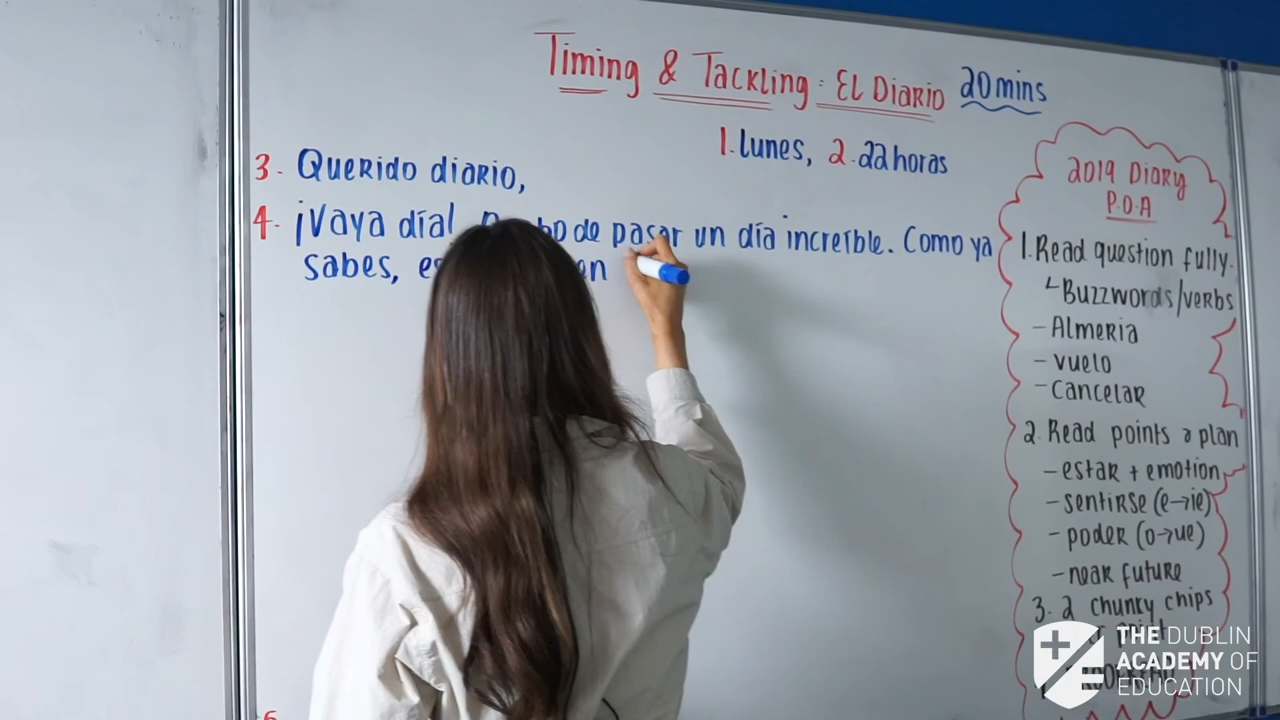 Timing & Tackling: El Diario 20 mins
1. lunes, 2. 22 horas
3. Querido diario,
4. ¡Vaya día! de pasar un día increíble. Como ya
sabes, en
2019 Diary
P.O.A
1. Read question fully.
Buzzwords/verbs
- Almeria
- vuelo
- cancelar
2. Read points & plan
- estar + emotion
- sentirse (e→ie)
- poder (o→ue)
- near future
3. 2 chunky chips
point
THE DUBLIN
ACADEMY OF
EDUCATION